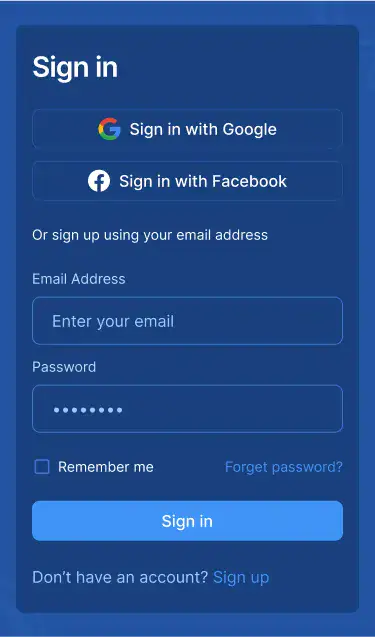 Sign in
Sign in with Google
Sign in with Facebook
Or sign up using your email address
Email Address
Enter your email
Password
••••••••
Remember me Forget password?
Sign in
Don’t have an account? Sign up